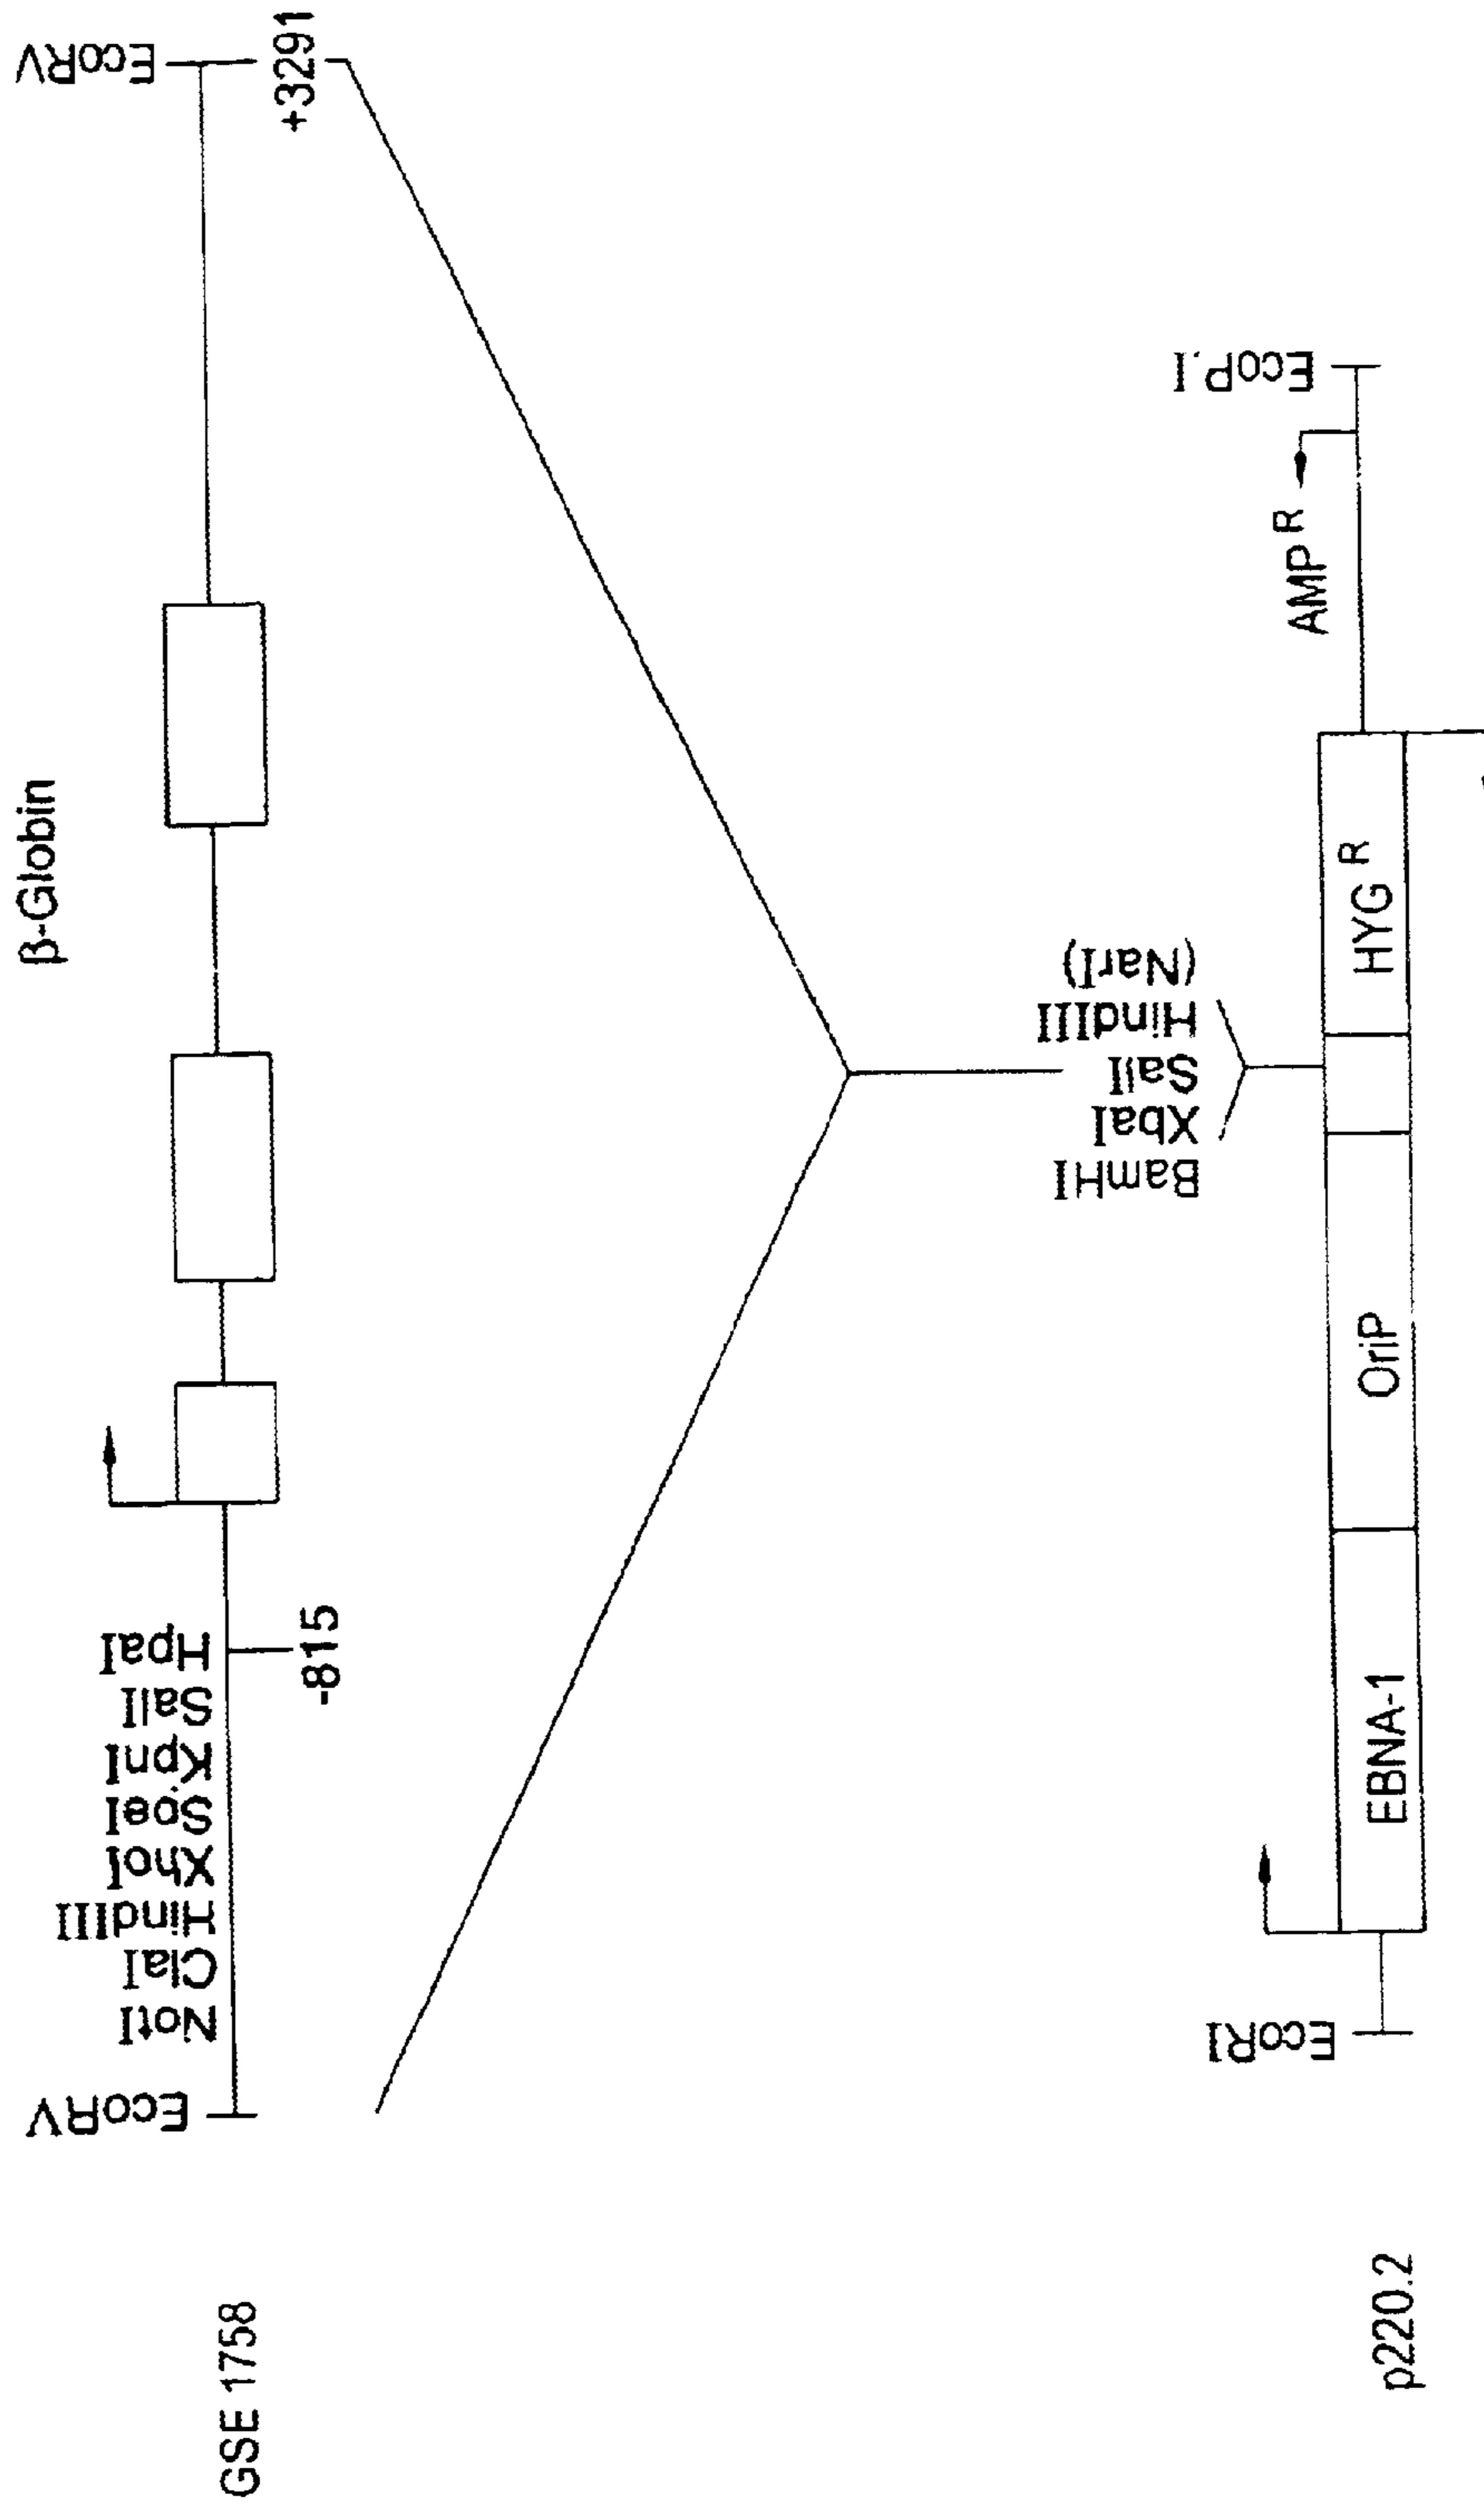 β-Globin
EcoRV
NotI
ClaI
HindIII
XhoI
SpaI
KpnI
SalI
HpaI
EcoRV
GSE 1758
-815
+3291
BamHI
XbaI
SalI
HindIII
(NarI)
EcoRI
AMP R
EcoP.I
p220.2
EBNA-1
OriP
HYG R